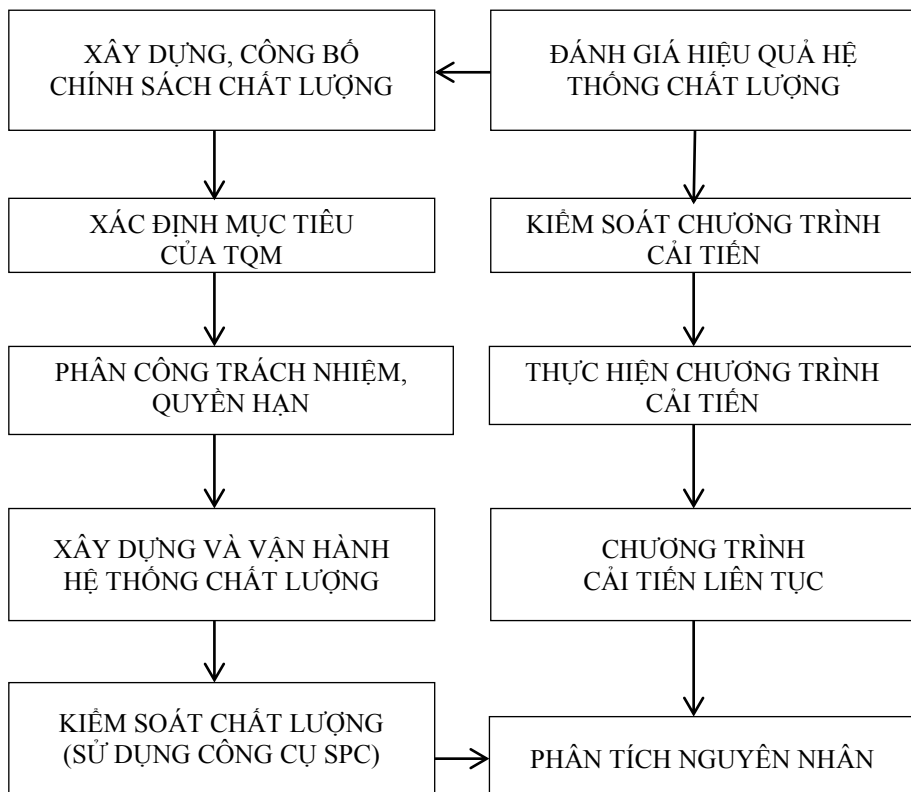 XÂY DỰNG, CÔNG BỐ
CHÍNH SÁCH CHẤT LƯỢNG
ĐÁNH GIÁ HIỆU QUẢ HỆ
THỐNG CHẤT LƯỢNG
XÁC ĐỊNH MỤC TIÊU
CỦA TQM
KIỂM SOÁT CHƯƠNG TRÌNH
CẢI TIẾN
PHÂN CÔNG TRÁCH NHIỆM,
QUYỀN HẠN
THỰC HIỆN CHƯƠNG TRÌNH
CẢI TIẾN
XÂY DỰNG VÀ VẬN HÀNH
HỆ THỐNG CHẤT LƯỢNG
CHƯƠNG TRÌNH
CẢI TIẾN LIÊN TỤC
KIỂM SOÁT CHẤT LƯỢNG
(SỬ DỤNG CÔNG CỤ SPC)
PHÂN TÍCH NGUYÊN NHÂN